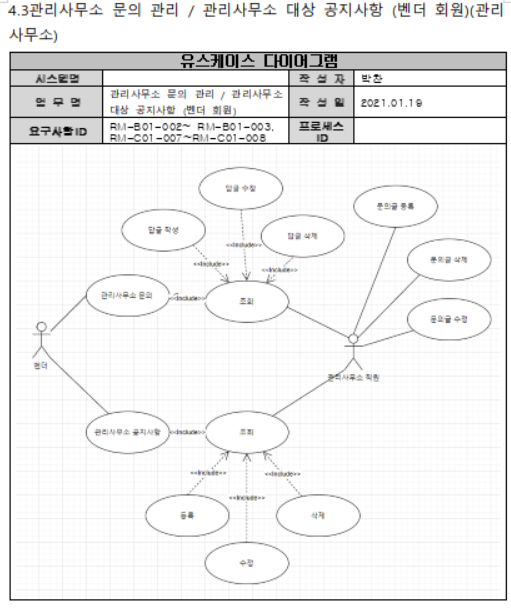 4.3관리사무소 문의 관리 / 관리사무소 대상 공지사항 (벤더 회원)(관리
사무소)
유스케이스 다이어그램
시스템명
작 성 자
박찬
업 무 명
관리사무소 문의 관리 / 관리사무소
대상 공지사항 (벤더 회원)
작 성 일
2021.01.19
요구사항ID
RM-B01-002~ RM-B01-003,
RM-C01-007~RM-C01-008
프로세스
ID
답글 수정
답글 작성
답글 삭제
문의글 등록
<<Include>>
<<Include>>
<<Include>>
문의글 삭제
관리사무소 문의
<<Include>>
조회
문의글 수정
벤더
관리사무소 직원
관리사무소 공지사항
<<Include>>
조회
<<Include>>
<<Include>>
<<Include>>
등록
삭제
수정